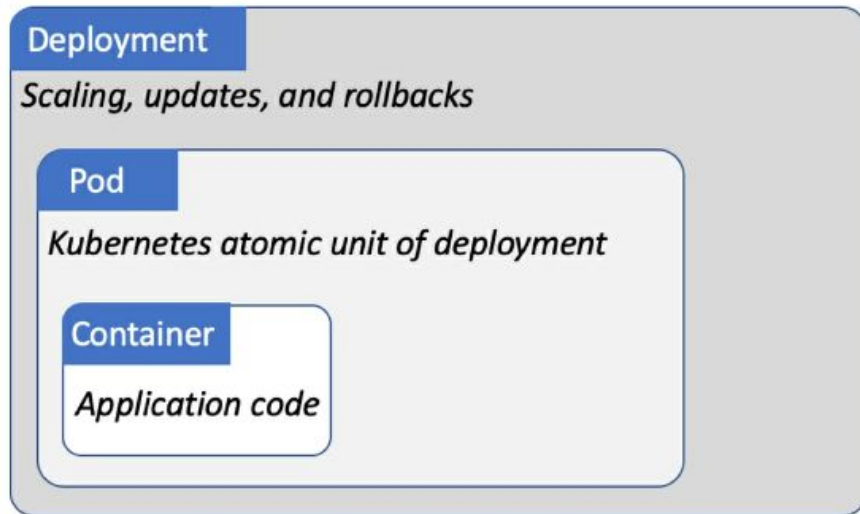 Deployment
Scaling, updates, and rollbacks
Pod
Kubernetes atomic unit of deployment
Container
Application code